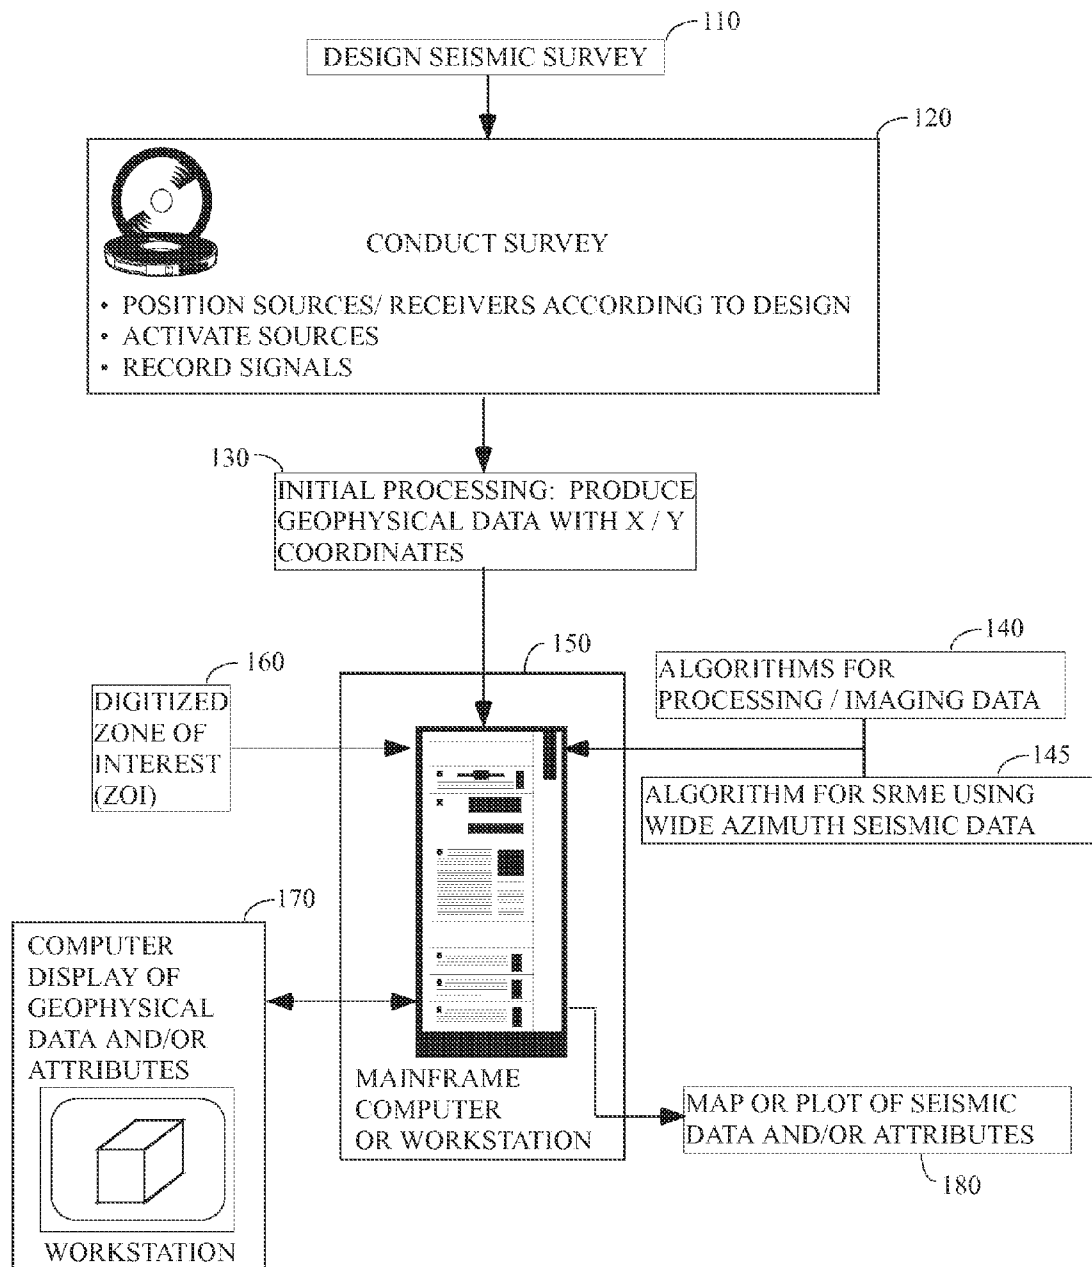 110
DESIGN SEISMIC SURVEY
120
CONDUCT SURVEY
• POSITION SOURCES/ RECEIVERS ACCORDING TO DESIGN
• ACTIVATE SOURCES
• RECORD SIGNALS
130
INITIAL PROCESSING: PRODUCE
GEOPHYSICAL DATA WITH X / Y
COORDINATES
160
DIGITIZED
ZONE OF
INTEREST
(ZOI)
150
140
ALGORITHMS FOR
PROCESSING / IMAGING DATA
145
ALGORITHM FOR SRME USING
WIDE AZIMUTH SEISMIC DATA
170
COMPUTER
DISPLAY OF
GEOPHYSICAL
DATA AND/OR
ATTRIBUTES
WORKSTATION
MAINFRAME
COMPUTER
OR WORKSTATION
MAP OR PLOT OF SEISMIC
DATA AND/OR ATTRIBUTES
180